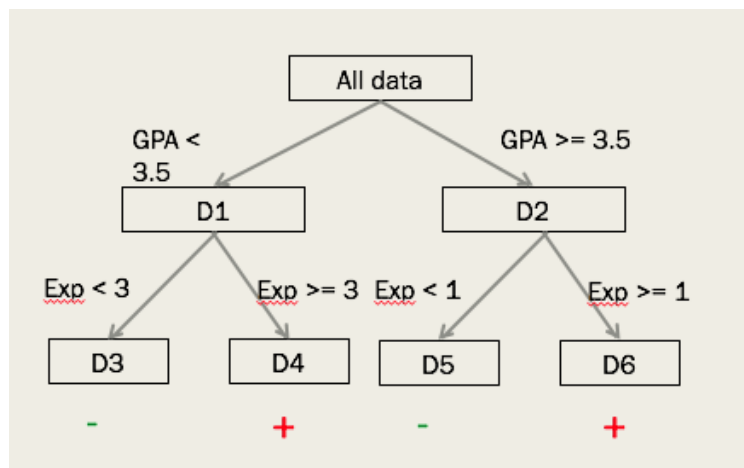 All data
GPA <
3.5
GPA >= 3.5
D1
D2
Exp < 3
Exp >= 3
Exp < 1
Exp >= 1
D3
D4
D5
D6
-
+
-
+